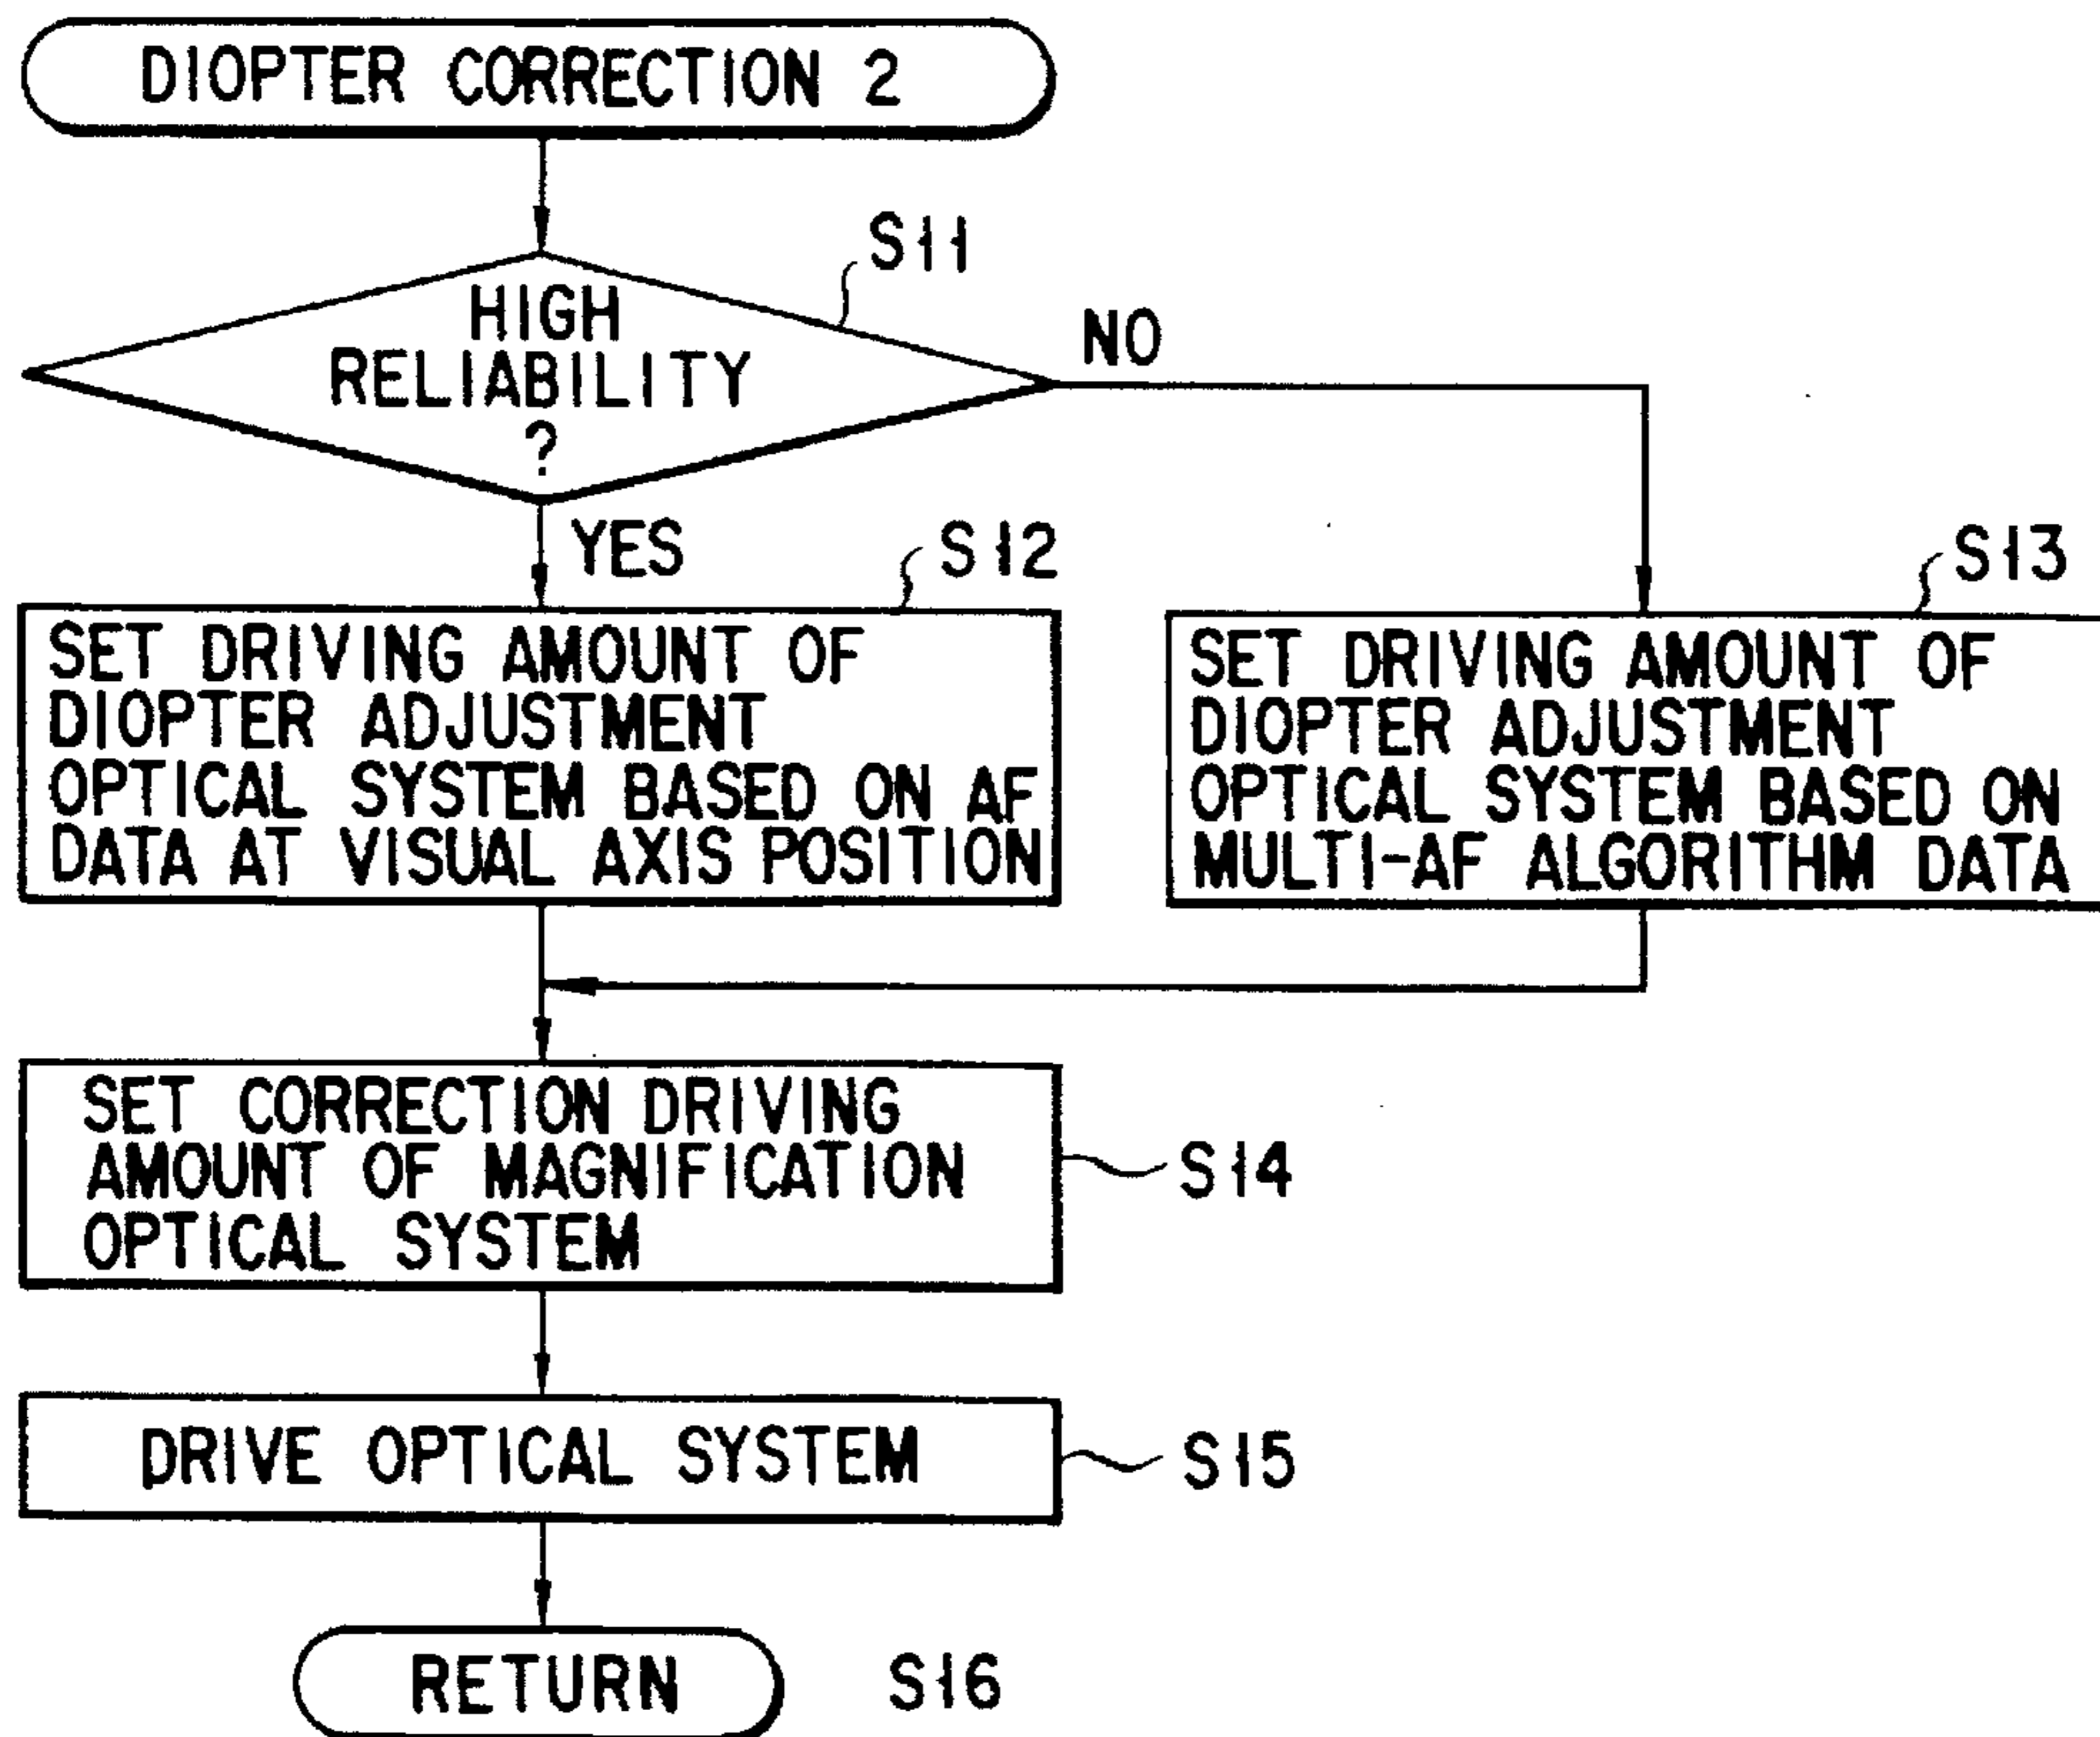 DIOPTER CORRECTION 2
S11
HIGH
RELIABILITY
?
NO
YES
S12
SET DRIVING AMOUNT OF
DIOPTER ADJUSTMENT
OPTICAL SYSTEM BASED ON AF
DATA AT VISUAL AXIS POSITION
S13
SET DRIVING AMOUNT OF
DIOPTER ADJUSTMENT
OPTICAL SYSTEM BASED ON
MULTI-AF ALGORITHM DATA
SET CORRECTION DRIVING
AMOUNT OF MAGNIFICATION
OPTICAL SYSTEM
S14
DRIVE OPTICAL SYSTEM
S15
RETURN
S16